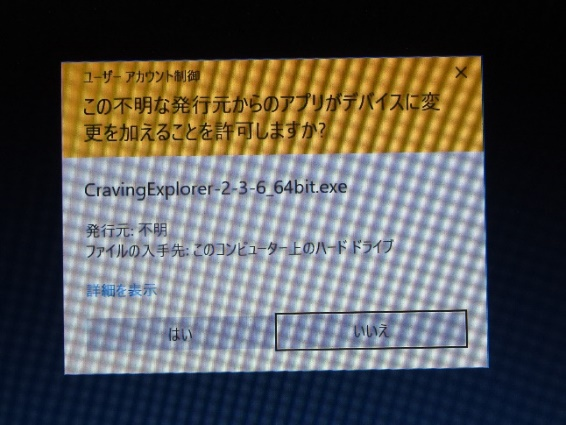 ユーザー アカウント制御
この不明な発行元からのアプリがデバイスに変
更を加えることを許可しますか?
CravingExplorer-2-3-6_64bit.exe
発行元: 不明
ファイルの入手先: このコンピューター上のハード ドライブ
詳細を表示
はい
いいえ